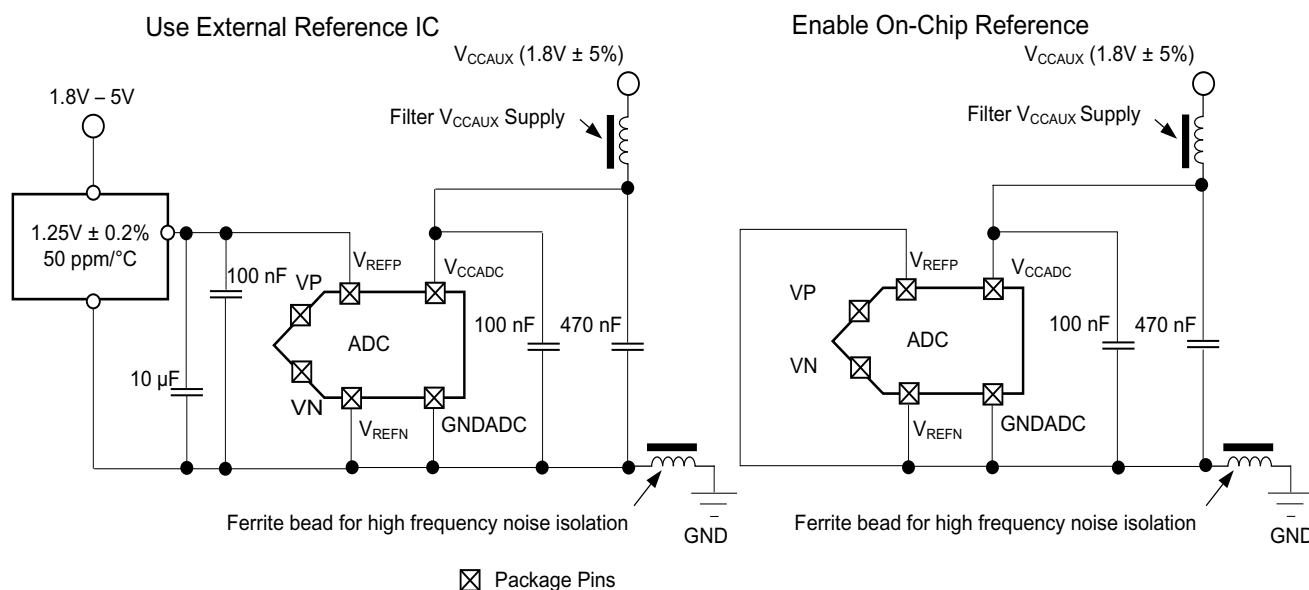 Use External Reference IC
Enable On-Chip Reference
VCCAUX (1.8V ± 5%)
1.8V – 5V
Filter VCCAUX Supply
1.25V ± 0.2%
50 ppm/°C
100 nF
10 µF
VP
VN
VREFP
VCCADC
ADC
VREFN
GNDADC
100 nF
470 nF
Ferrite bead for high frequency noise isolation
GND
VCCAUX (1.8V ± 5%)
Filter VCCAUX Supply
VP
VN
VREFP
VCCADC
ADC
VREFN
GNDADC
100 nF
470 nF
Ferrite bead for high frequency noise isolation
GND
Package Pins